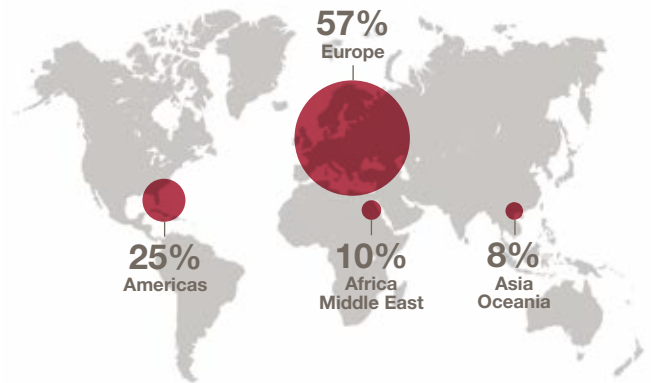 57%
Europe
25%
Americas
10%
Africa
Middle East
8%
Asia
Oceania